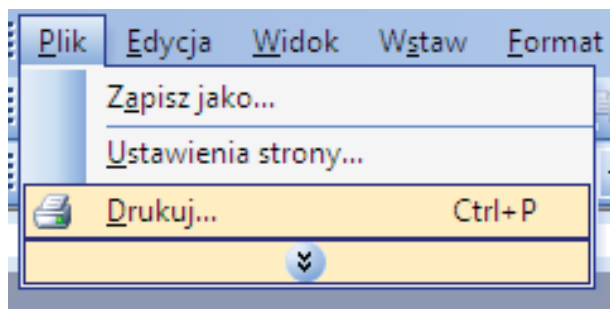 Plik Edycja Widok Wstaw Format
Zapisz jako...
Ustawienia strony...
Drukuj... Ctrl+P